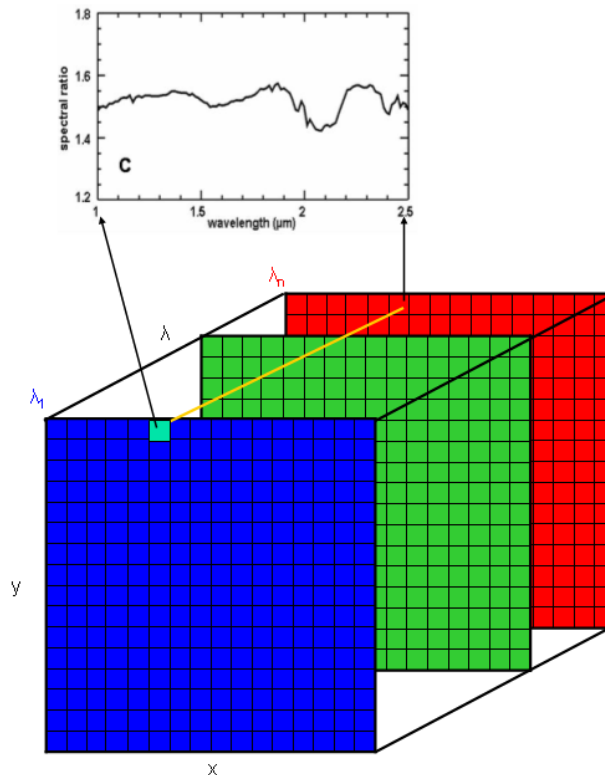 1.8
1.6
1.4
1.2
spectral ratio
C
1
1.5
2
2.5
wavelength (μm)
λn
λ
λ1
y
x